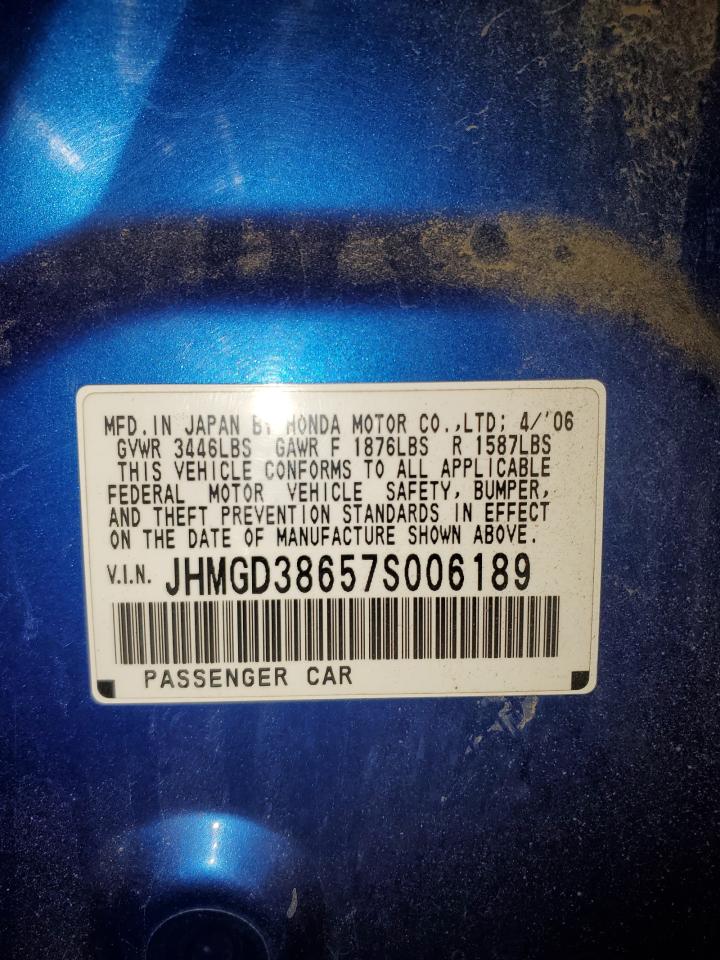 MFD. IN JAPAN BY HONDA MOTOR CO.,LTD; 4/'06
GVWR 3446LBS GAWR F 1876LBS R 1587LBS
THIS VEHICLE CONFORMS TO ALL APPLICABLE
FEDERAL MOTOR VEHICLE SAFETY, BUMPER,
AND THEFT PREVENTION STANDARDS IN EFFECT
ON THE DATE OF MANUFACTURE SHOWN ABOVE.
V.I.N. JHMGD38657S006189
PASSENGER CAR